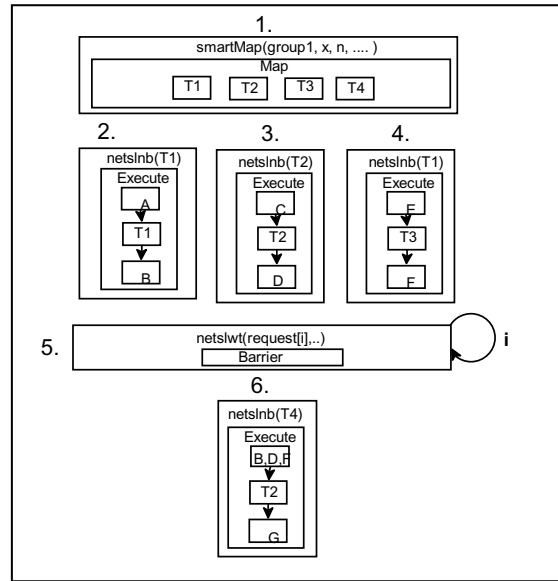 1.
smartMap(group1, x, n, .... )
Map
T1 T2 T3 T4
2. 3. 4.
netslnb(T1) netslnb(T2) netslnb(T1)
Execute Execute Execute
A C E
T1 T2 T3
B D F
5.
netslwt(request[i],..)
Barrier
i
6.
netslnb(T4)
Execute
B,D,F
T2
G